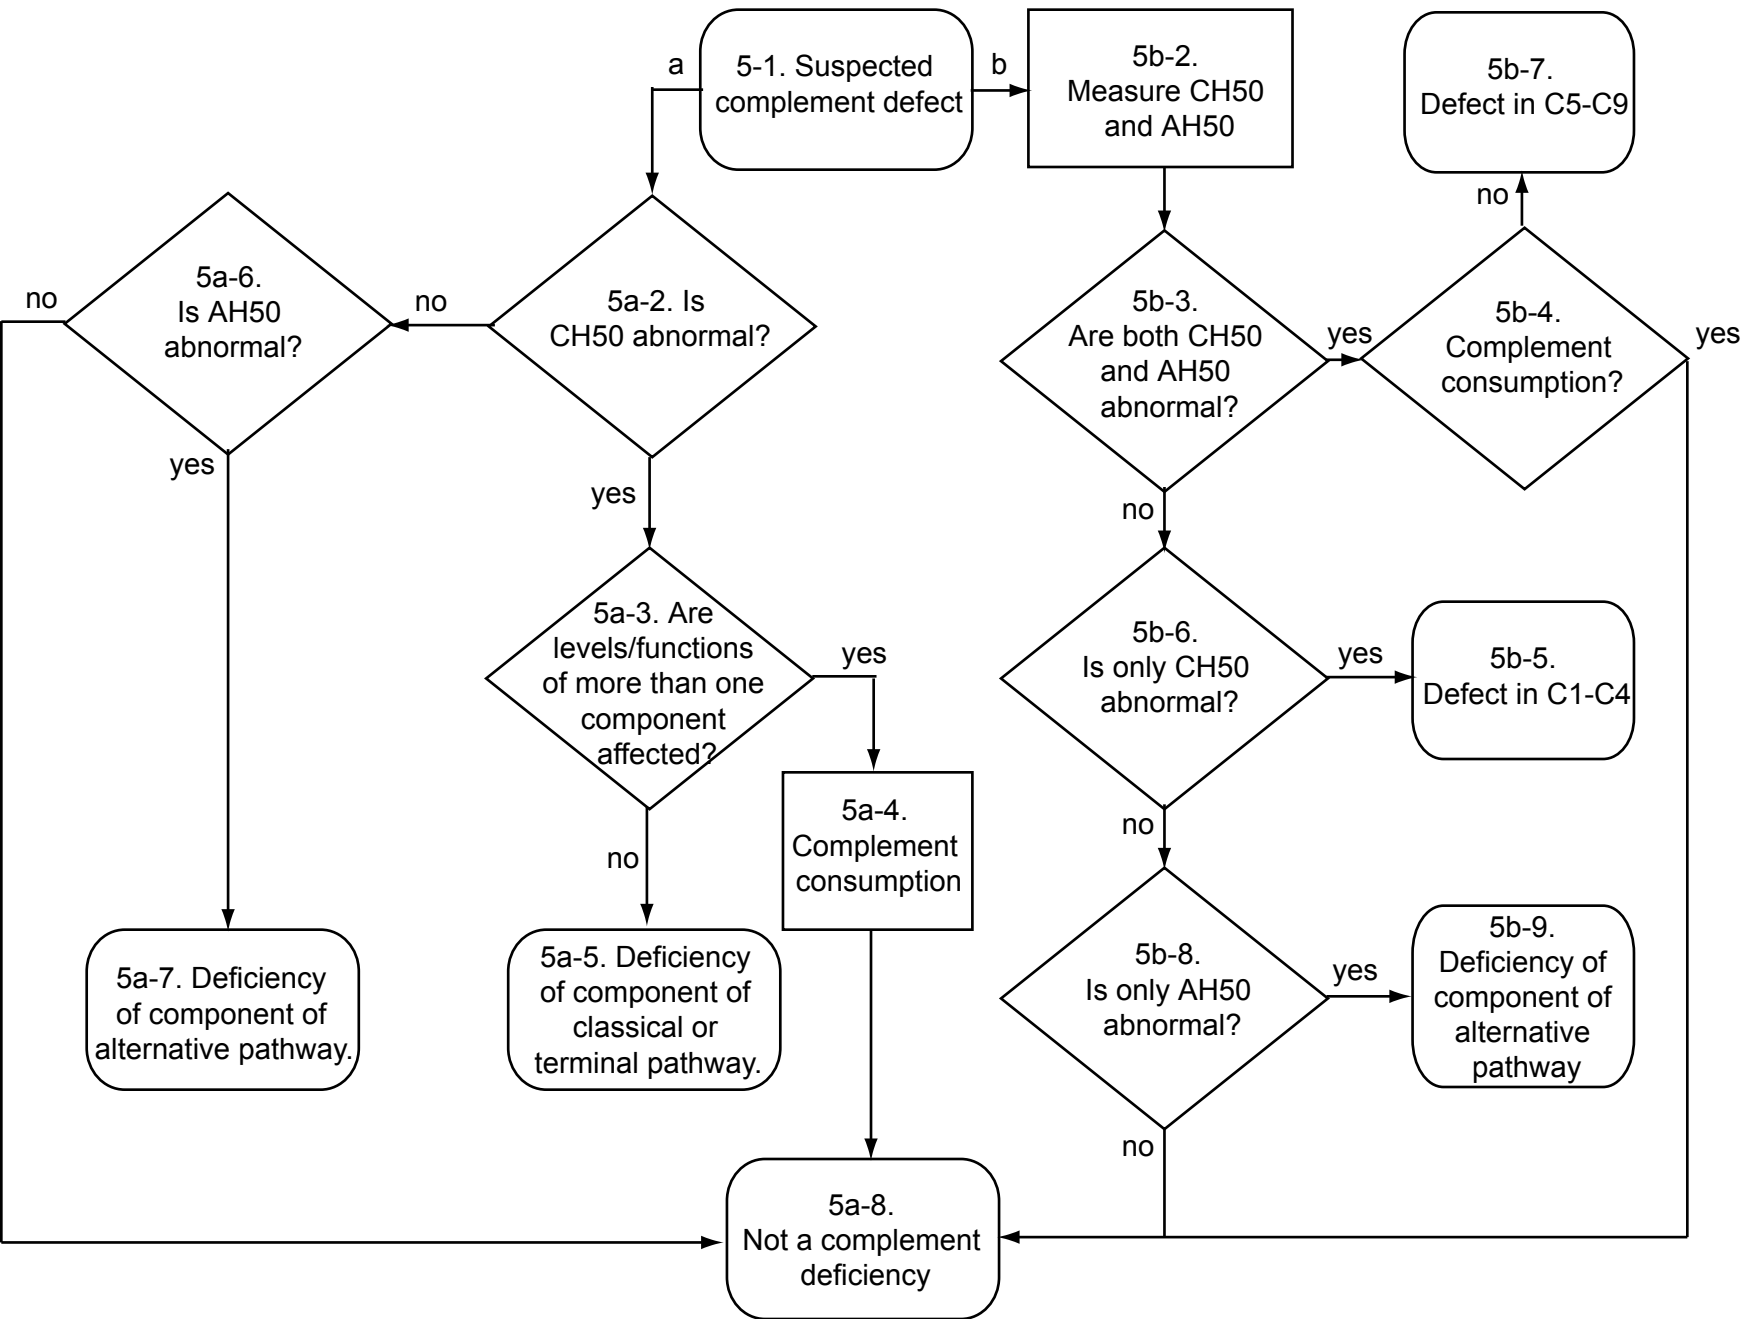 a
5-1. Suspected
complement defect
b
5b-2.
Measure CH50
and AH50
5b-7.
Defect in C5-C9
no
5a-6.
Is AH50
abnormal?
no
no
5a-2. Is
CH50 abnormal?
5b-3.
Are both CH50
and AH50
abnormal?
yes
5b-4.
Complement
consumption?
yes
yes
yes
no
5a-3. Are
levels/functions
of more than one
component
affected?
yes
5b-6.
Is only CH50
abnormal?
yes
5b-5.
Defect in C1-C4
no
5a-4.
Complement
consumption
no
5a-7. Deficiency
of component of
alternative pathway.
5a-5. Deficiency
of component of
classical or
terminal pathway.
5b-8.
Is only AH50
abnormal?
yes
5b-9.
Deficiency of
component of
alternative
pathway
no
5a-8.
Not a complement
deficiency